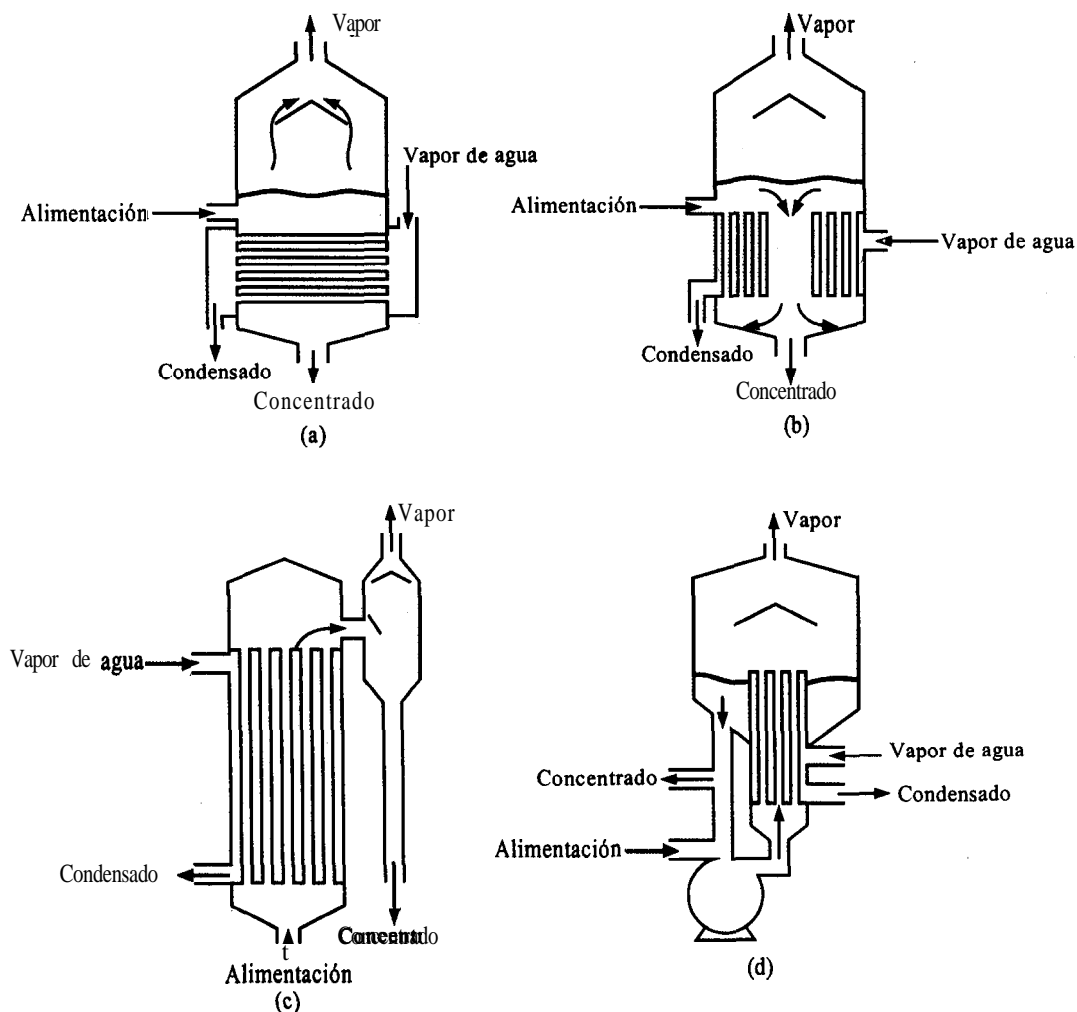 Vapor
Vapor de agua
Alimentación
Condensado
Concentrado
(a)
Vapor
Alimentación
Vapor de agua
Condensado
Concentrado
(b)
Vapor
Vapor de agua
Condensado
Concentrado
Alimentación
(c)
Vapor
Vapor de agua
Concentrado
Condensado
Alimentación
(d)